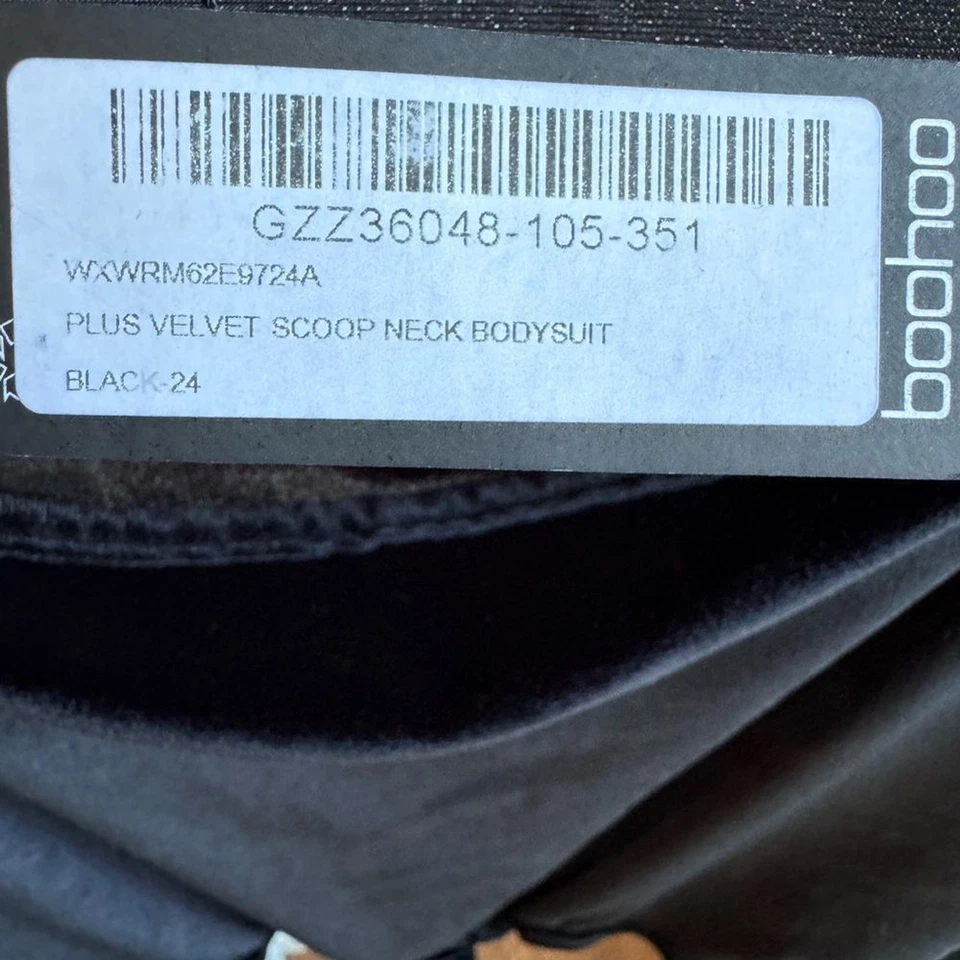 GZZ36048-105-351
WXWRM62E9724A
PLUS VELVET SCOOP NECK BODYSUIT
BLACK-24
boohoo